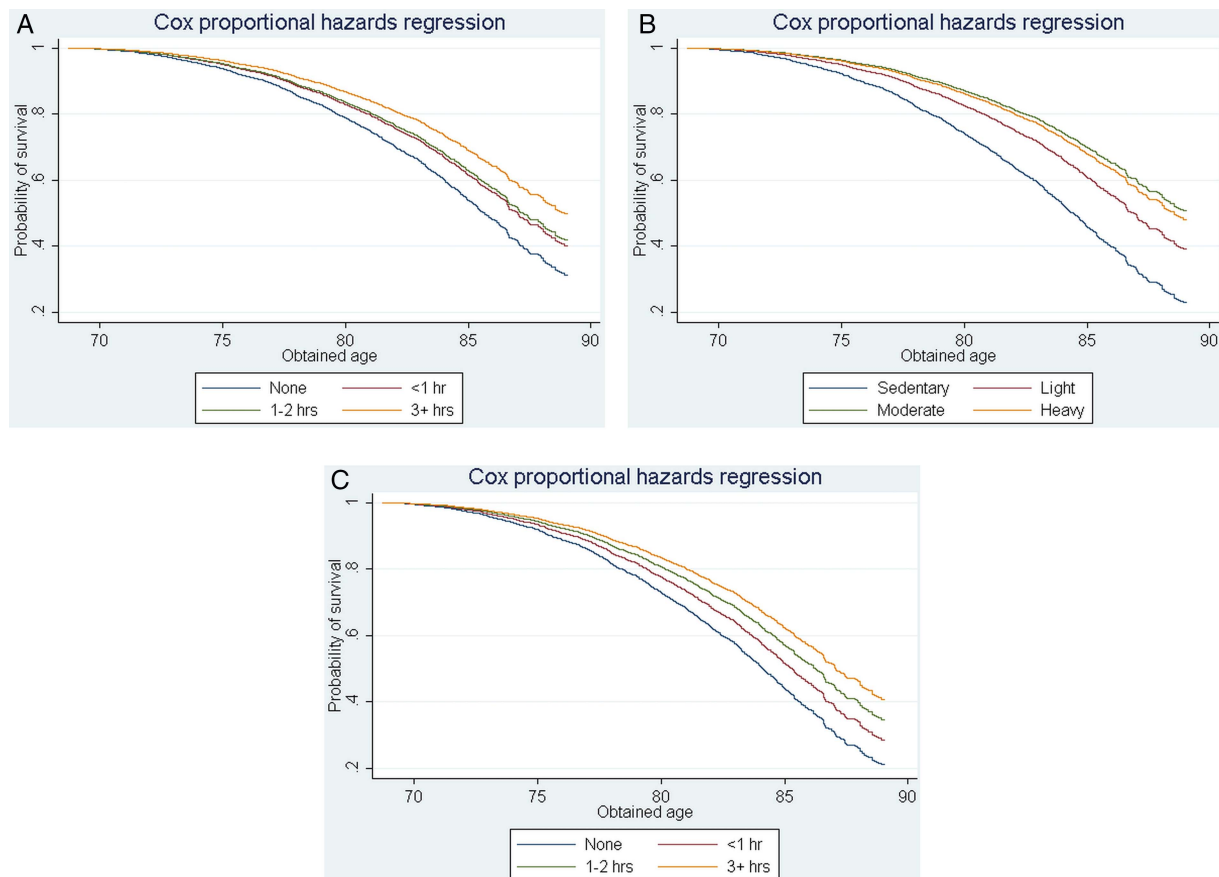 A
Cox proportional hazards regression
Probability of survival
1
.8
.6
.4
.2
70 75 80 85 90
Obtained age
None <1 hr
1-2 hrs 3+ hrs
B
Cox proportional hazards regression
Probability of survival
1
.8
.6
.4
.2
70 75 80 85 90
Obtained age
Sedentary Light
Moderate Heavy
C
Cox proportional hazards regression
Probability of survival
1
.8
.6
.4
.2
70 75 80 85 90
Obtained age
None <1 hr
1-2 hrs 3+ hrs